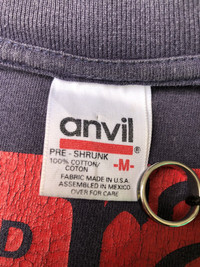 anvil®
PRE - SHRUNK
100% COTTON/
COTON
-M-
FABRIC MADE IN U.S.A.
ASSEMBLED IN MEXICO
OVER FOR CARE
D